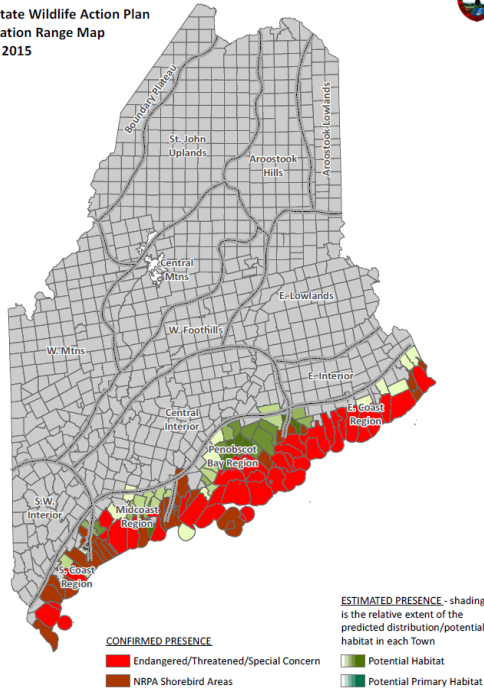 tate Wildlife Action Plan
ation Range Map
2015
Boundary Plateau
St. John
Uplands
Aroostook
Hills
Aroostook Lowlands
Central
Mtns
E. Lowlands
W. Foothills
W. Mtns
E. Interior
Central
Interior
E. Coast
Region
Penobscot
Bay Region
S.W.
Interior
Midcoast
Region
S. Coast
Region
CONFIRMED PRESENCE
Endangered/Threatened/Special Concern
NRPA Shorebird Areas
ESTIMATED PRESENCE - shading
is the relative extent of the
predicted distribution/potential
habitat in each Town
Potential Habitat
Potential Primary Habitat